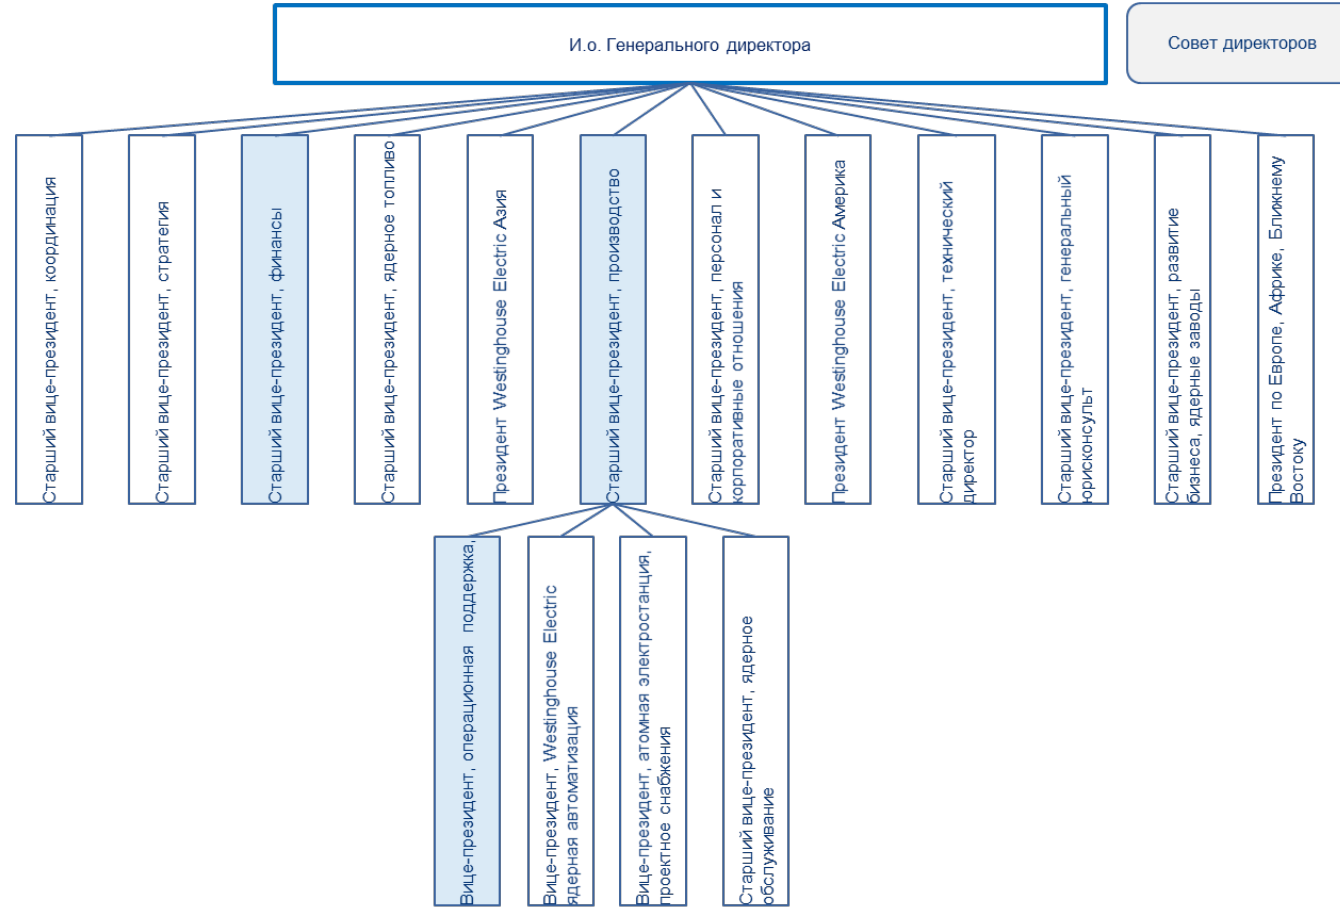 И.о. Генерального директора
Совет директоров
Старший вице-президент, координация
Старший вице-президент, стратегия
Старший вице-президент, финансы
Старший вице-президент, ядерное топливо
Президент Westinghouse Electric Азия
Старший вице-президент, производство
Старший вице-президент, персонал и
корпоративные отношения
Президент Westinghouse Electric Америка
Старший вице-президент, технический
директор
Старший вице-президент, генеральный
юрисконсульт
Старший вице-президент, развитие
бизнеса, ядерные заводы
Президент по Европе, Африке, Ближнему
Востоку
Вице-президент, операционная поддержка,
Вице-президент, Westinghouse Electric
ядерная автоматизация
Вице-президент, атомная электростанция,
проектное снабжения
Старший вице-президент, ядерное
обслуживание